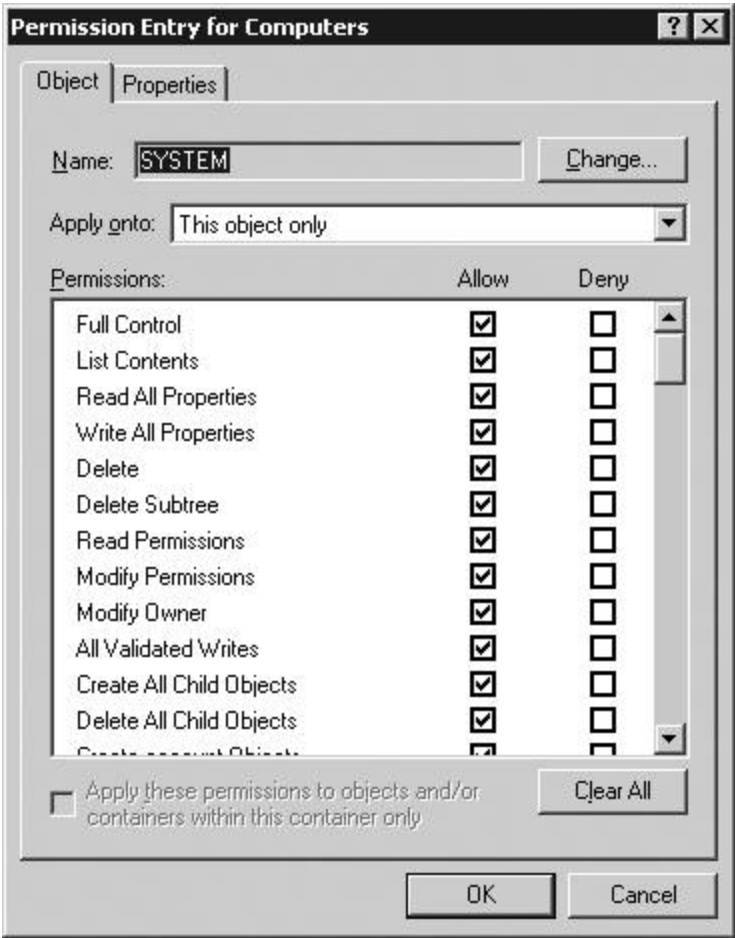 Permission Entry for Computers
Object Properties
Name: SYSTEM Change...
Apply onto: This object only
Permissions: Allow Deny
Full Control
List Contents
Read All Properties
Write All Properties
Delete
Delete Subtree
Read Permissions
Modify Permissions
Modify Owner
All Validated Writes
Create All Child Objects
Delete All Child Objects
Create account Objects
Apply these permissions to objects and/or
containers within this container only
Clear All
OK Cancel